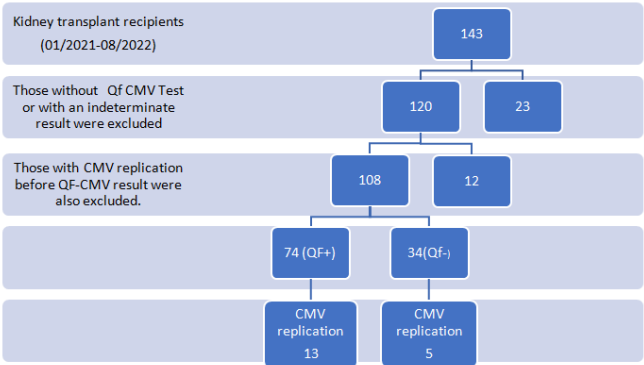 Kidney transplant recipients
(01/2021-08/2022)
143
Those without Qf CMV Test
or with an indeterminate
result were excluded
120
23
Those with CMV replication
before QF-CMV result were
also excluded.
108
12
74 (QF+)
34(Qf-)
CMV
replication
13
CMV
replication
5